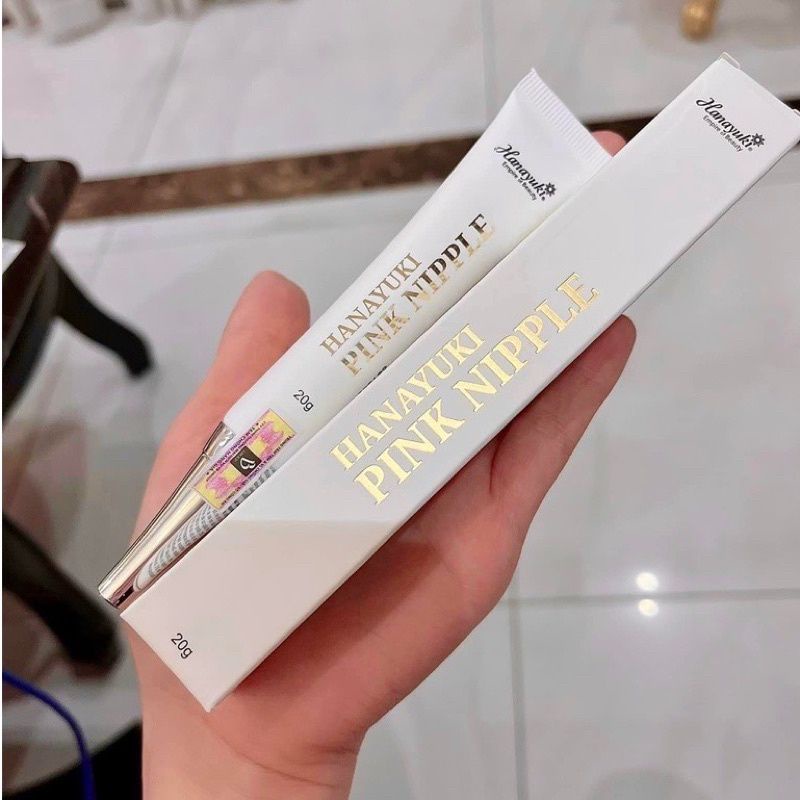 Hanayuki®
Empire of Beauty
HANAYUKI
PINK NIPPLE
20g
Hanayuki®
Empire of Beauty
HANAYUKI
PINK NIPPLE
20g